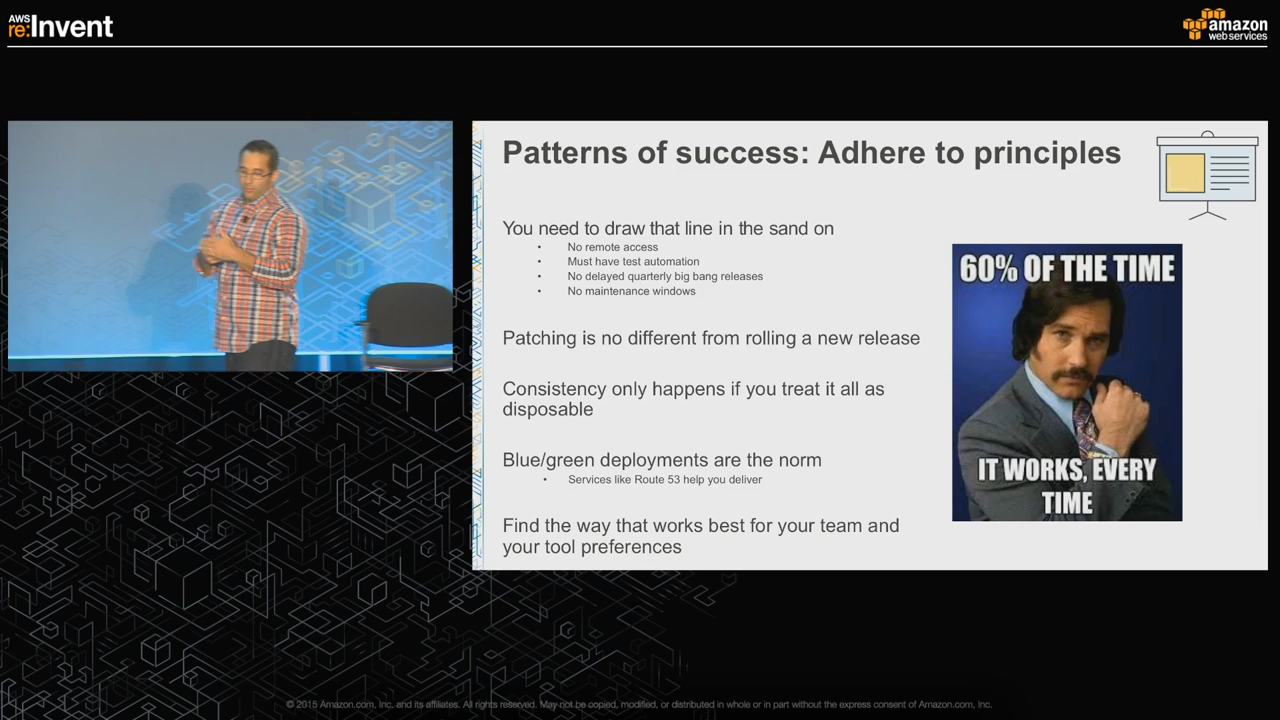 AWS
re:Invent
amazon
web services
Patterns of success: Adhere to principles
You need to draw that line in the sand on
• No remote access
• Must have test automation
• No delayed quarterly big bang releases
• No maintenance windows
Patching is no different from rolling a new release
Consistency only happens if you treat it all as
disposable
Blue/green deployments are the norm
• Services like Route 53 help you deliver
Find the way that works best for your team and
your tool preferences
60% OF THE TIME
IT WORKS, EVERY
TIME
© 2015 Amazon.com, Inc. and its affiliates. All rights reserved. May not be copied, modified, or distributed in whole or in part without the express consent of Amazon.com, Inc.